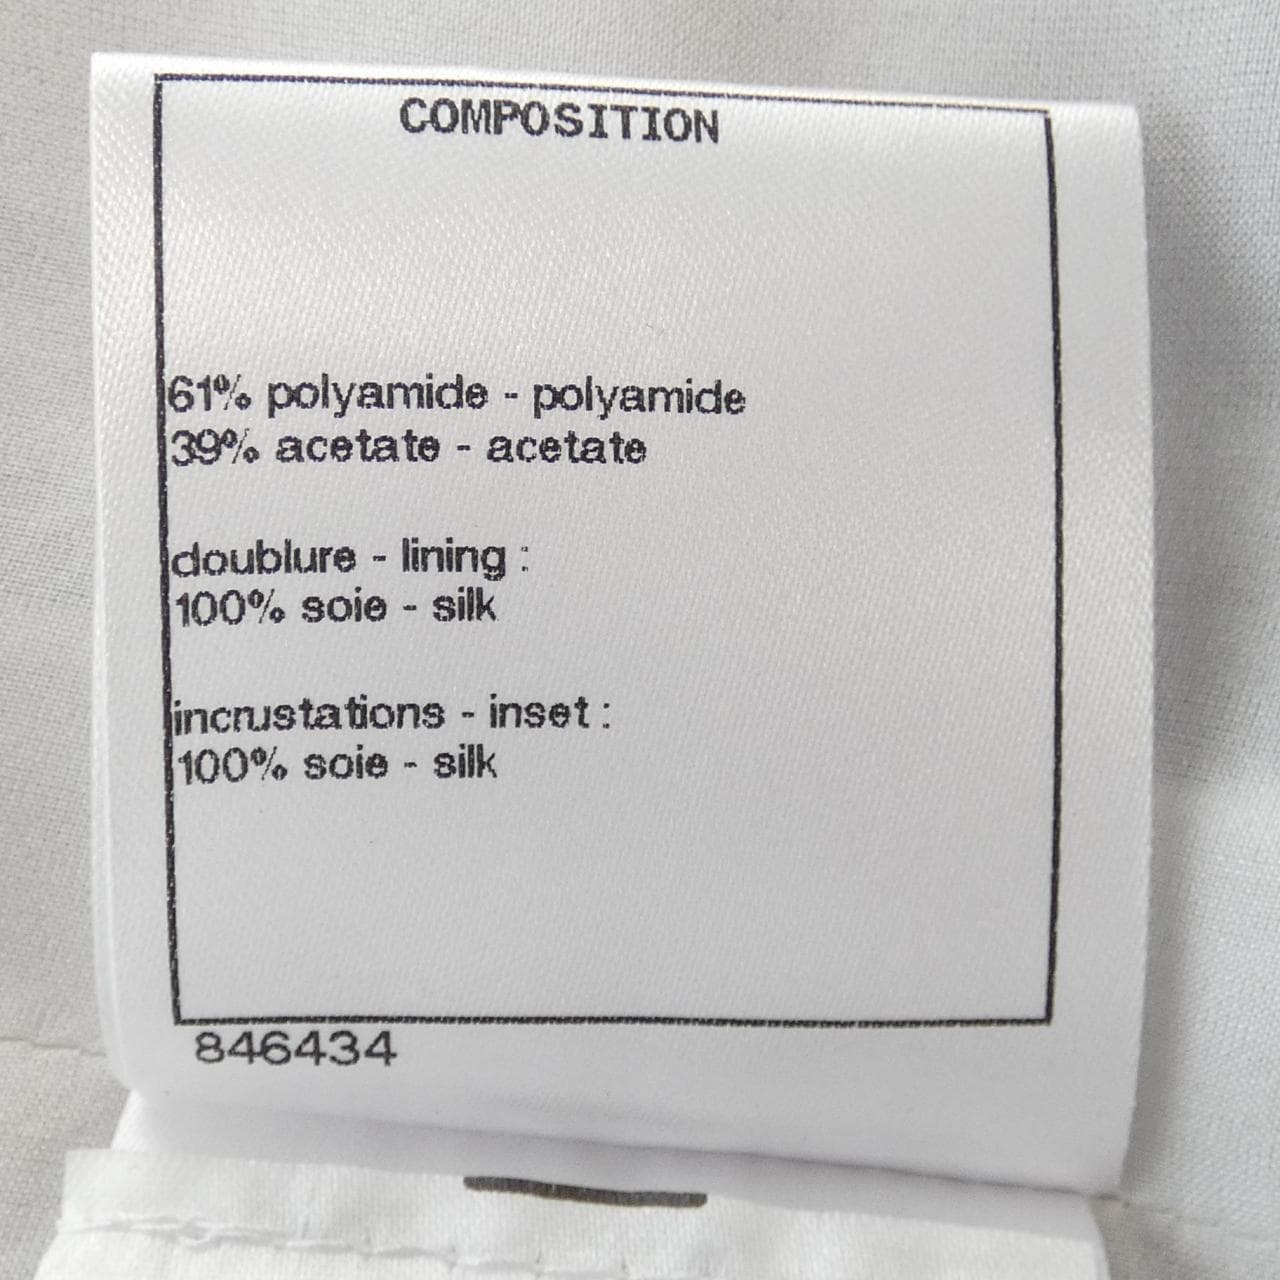 COMPOSITION
61% polyamide - polyamide
39% acetate - acetate
doublure - lining :
100% soie - silk
incrustations - inset :
100% soie - silk
846434